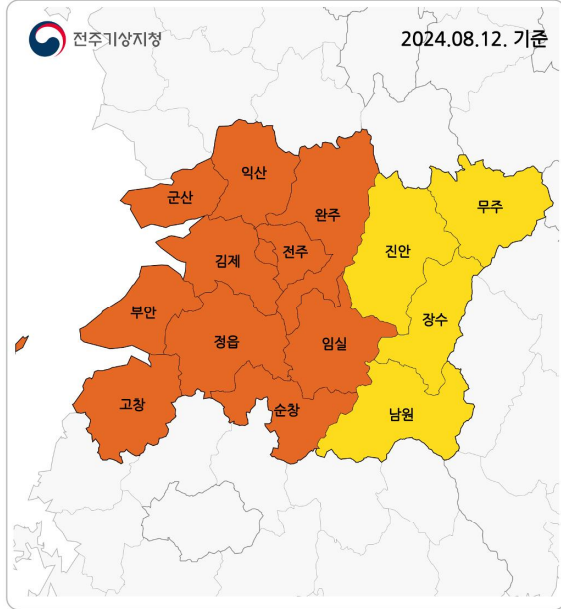 전주기상지청
2024.08.12. 기준
익산
군산
완주
무주
전주
진안
김제
부안
장수
정읍
임실
고창
순창
남원